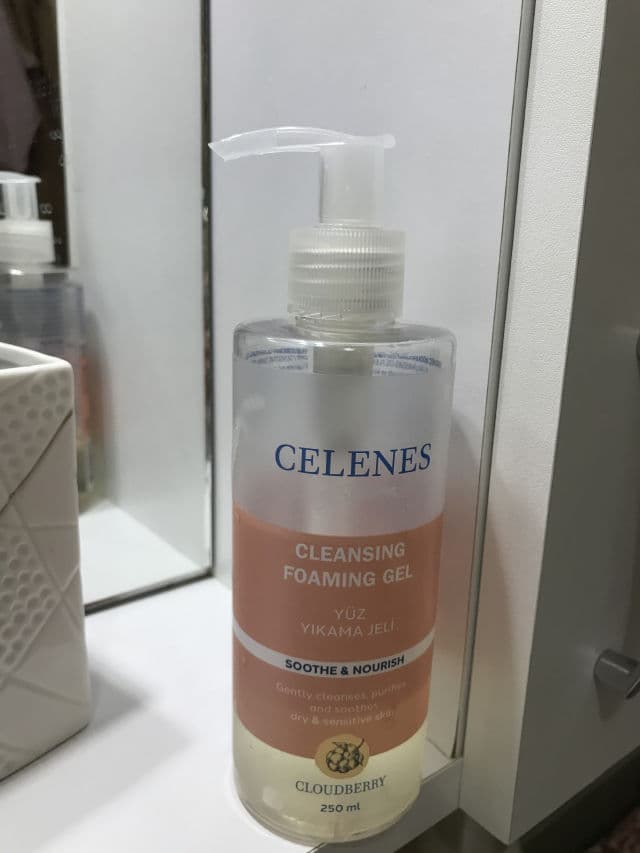 CELENES
CLEANSING
FOAMING GEL
YÜZ
YIKAMA JELİ
SOOTHE & NOURISH
Gently cleanses, purifies
and soothes
dry & sensitive skin
CLOUDBERRY
250 ml